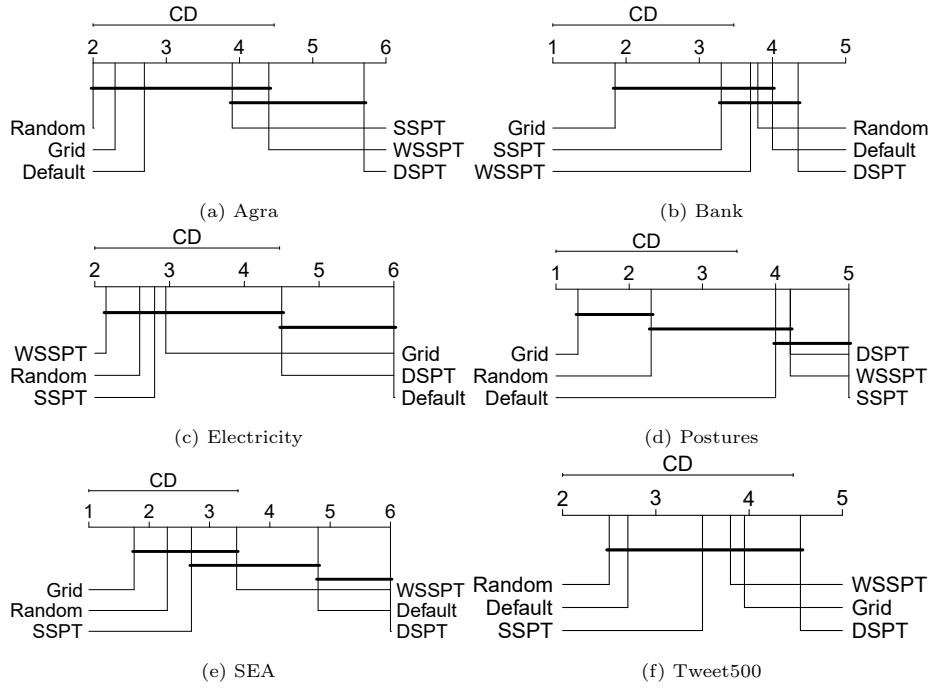 CD
2 3 4 5 6
Random
Grid
Default
SSPT
WSSPT
DSPT
(a) Agra
CD
1 2 3 4 5
Grid
SSPT
WSSPT
Random
Default
DSPT
(b) Bank
CD
2 3 4 5 6
WSSPT
Random
SSPT
Grid
DSPT
Default
(c) Electricity
CD
1 2 3 4 5
Grid
Random
Default
DSPT
WSSPT
SSPT
(d) Postures
CD
1 2 3 4 5 6
Grid
Random
SSPT
WSSPT
Default
DSPT
(e) SEA
CD
2 3 4 5
Random
Default
SSPT
WSSPT
Grid
DSPT
(f) Tweet500